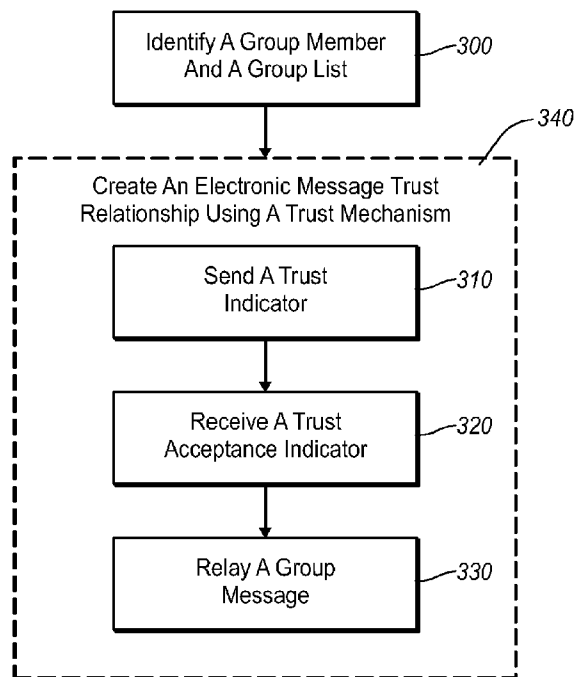 Identify A Group Member
And A Group List
300
340
Create An Electronic Message Trust
Relationship Using A Trust Mechanism
Send A Trust
Indicator
310
Receive A Trust
Acceptance Indicator
320
Relay A Group
Message
330